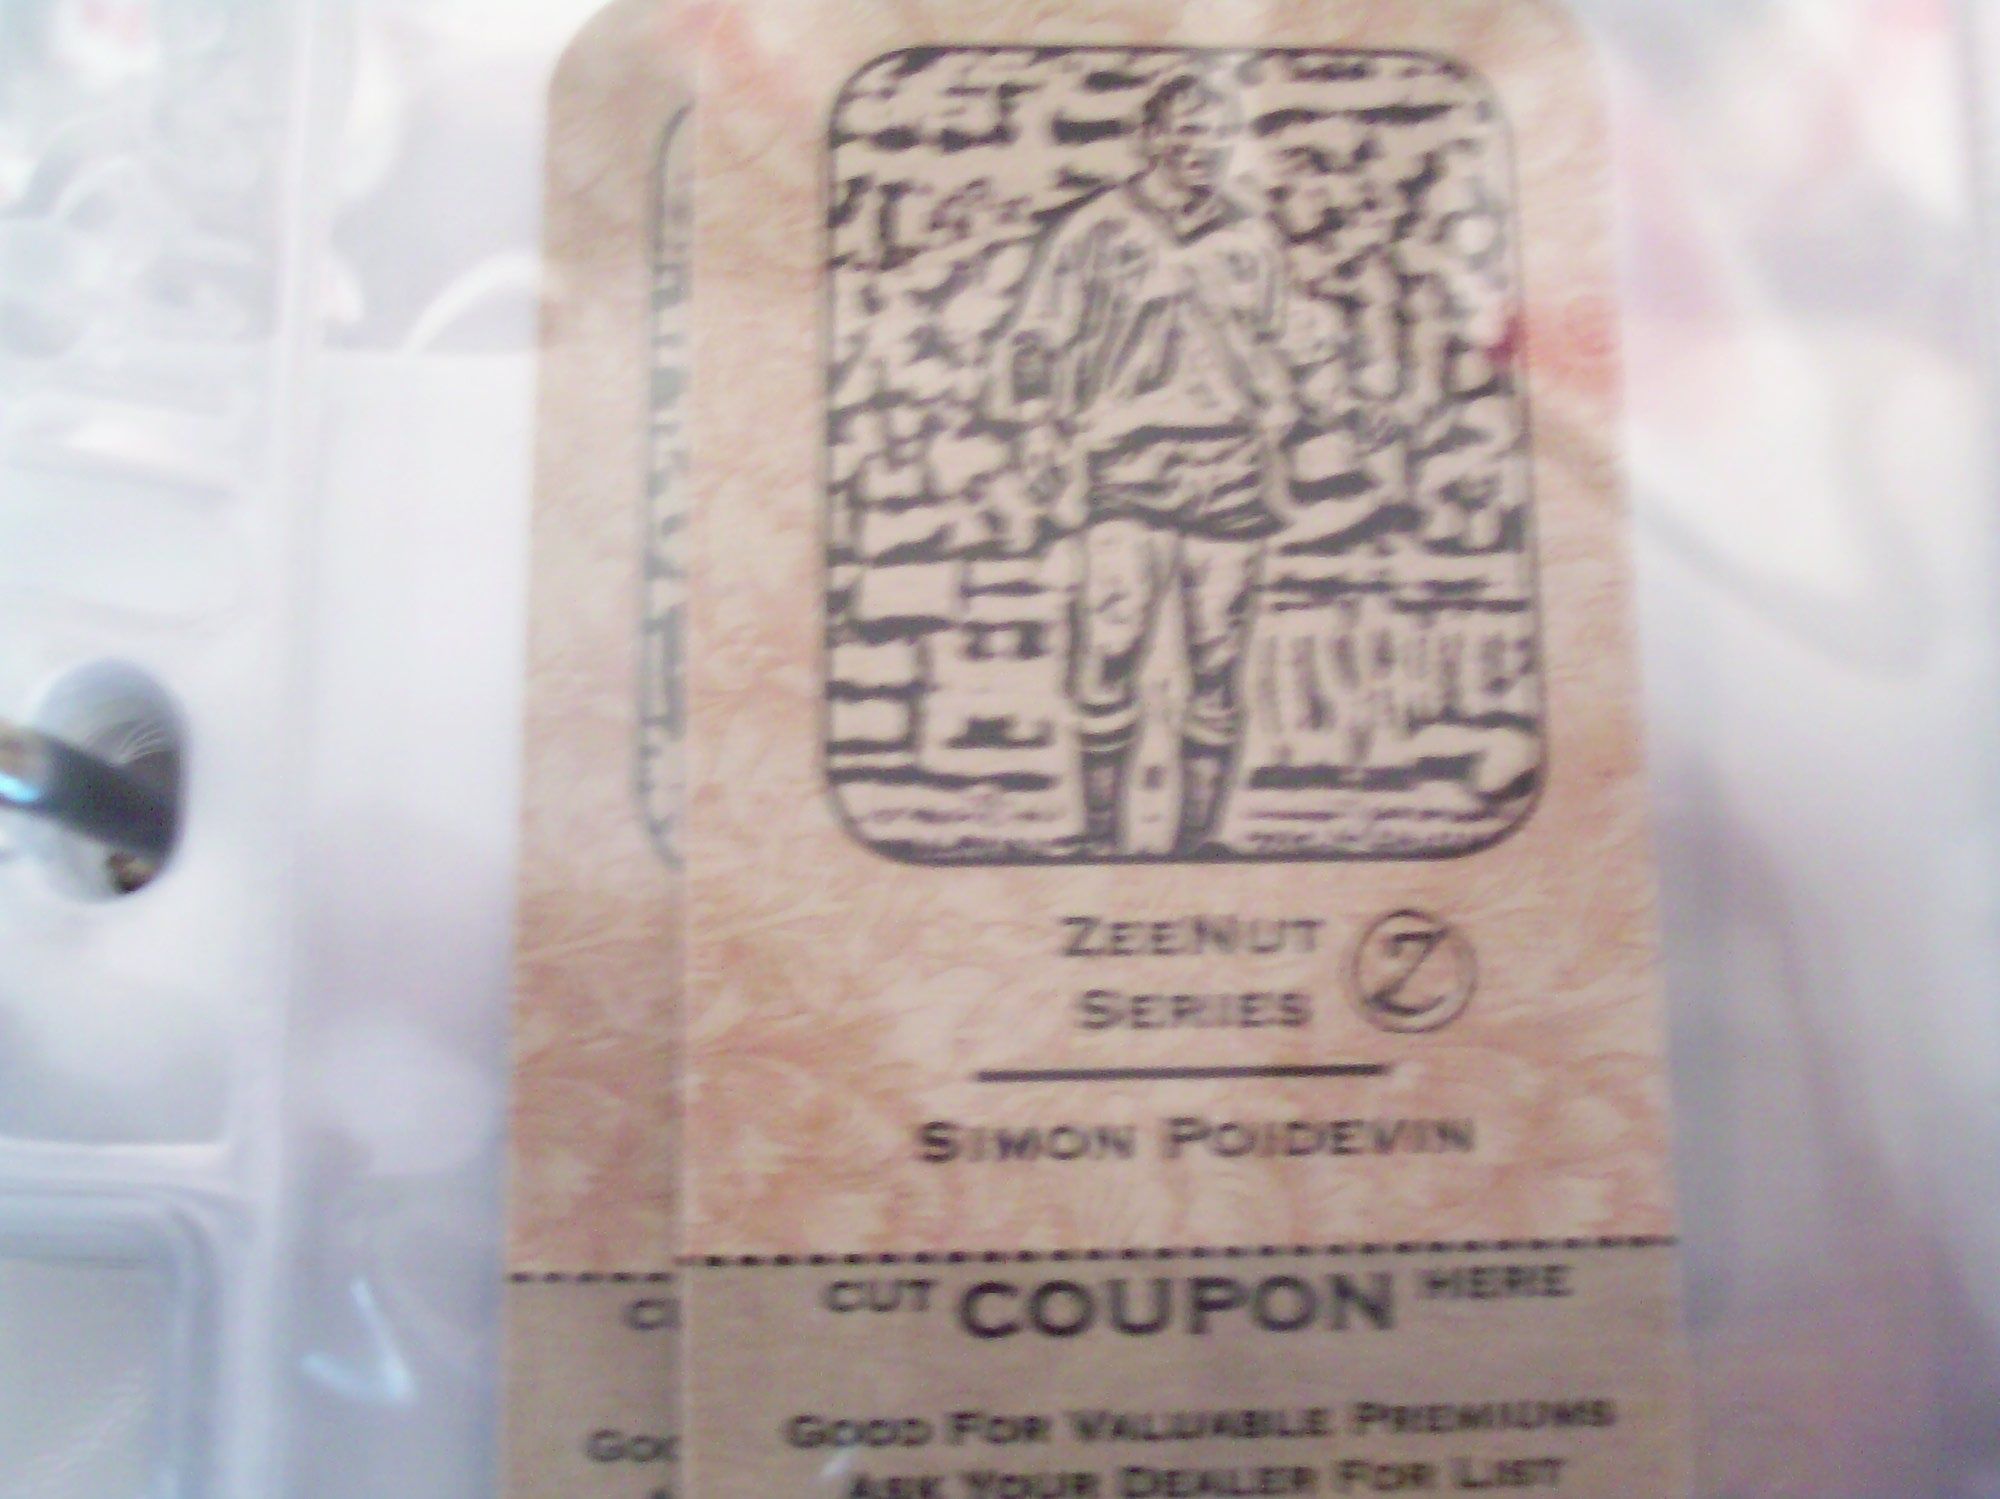 ZEENUT
SERIES
Z
SIMON POIDEVIN
CUT COUPON HERE
GOOD FOR VALUABLE PREMIUMS
ASK YOUR DEALER FOR LIST